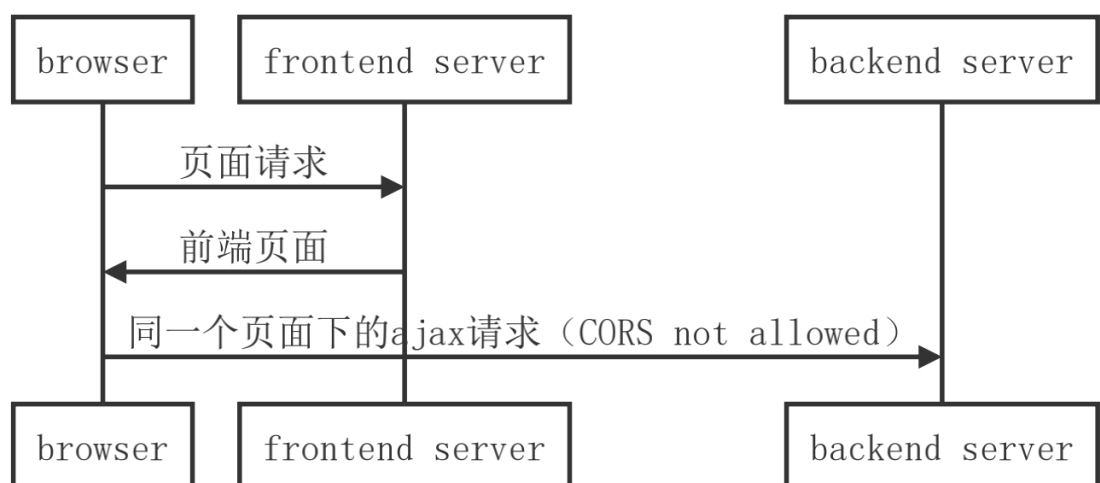 browser
frontend server
backend server
页面请求
前端页面
同一个页面下的ajax请求（CORS not allowed）
browser
frontend server
backend server